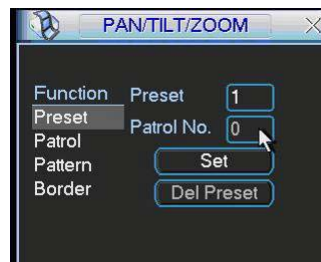 PAN/TILT/ZOOM
Function
Preset
Patrol
Pattern
Border
Preset 1
Patrol No. 0
Set
Del Preset